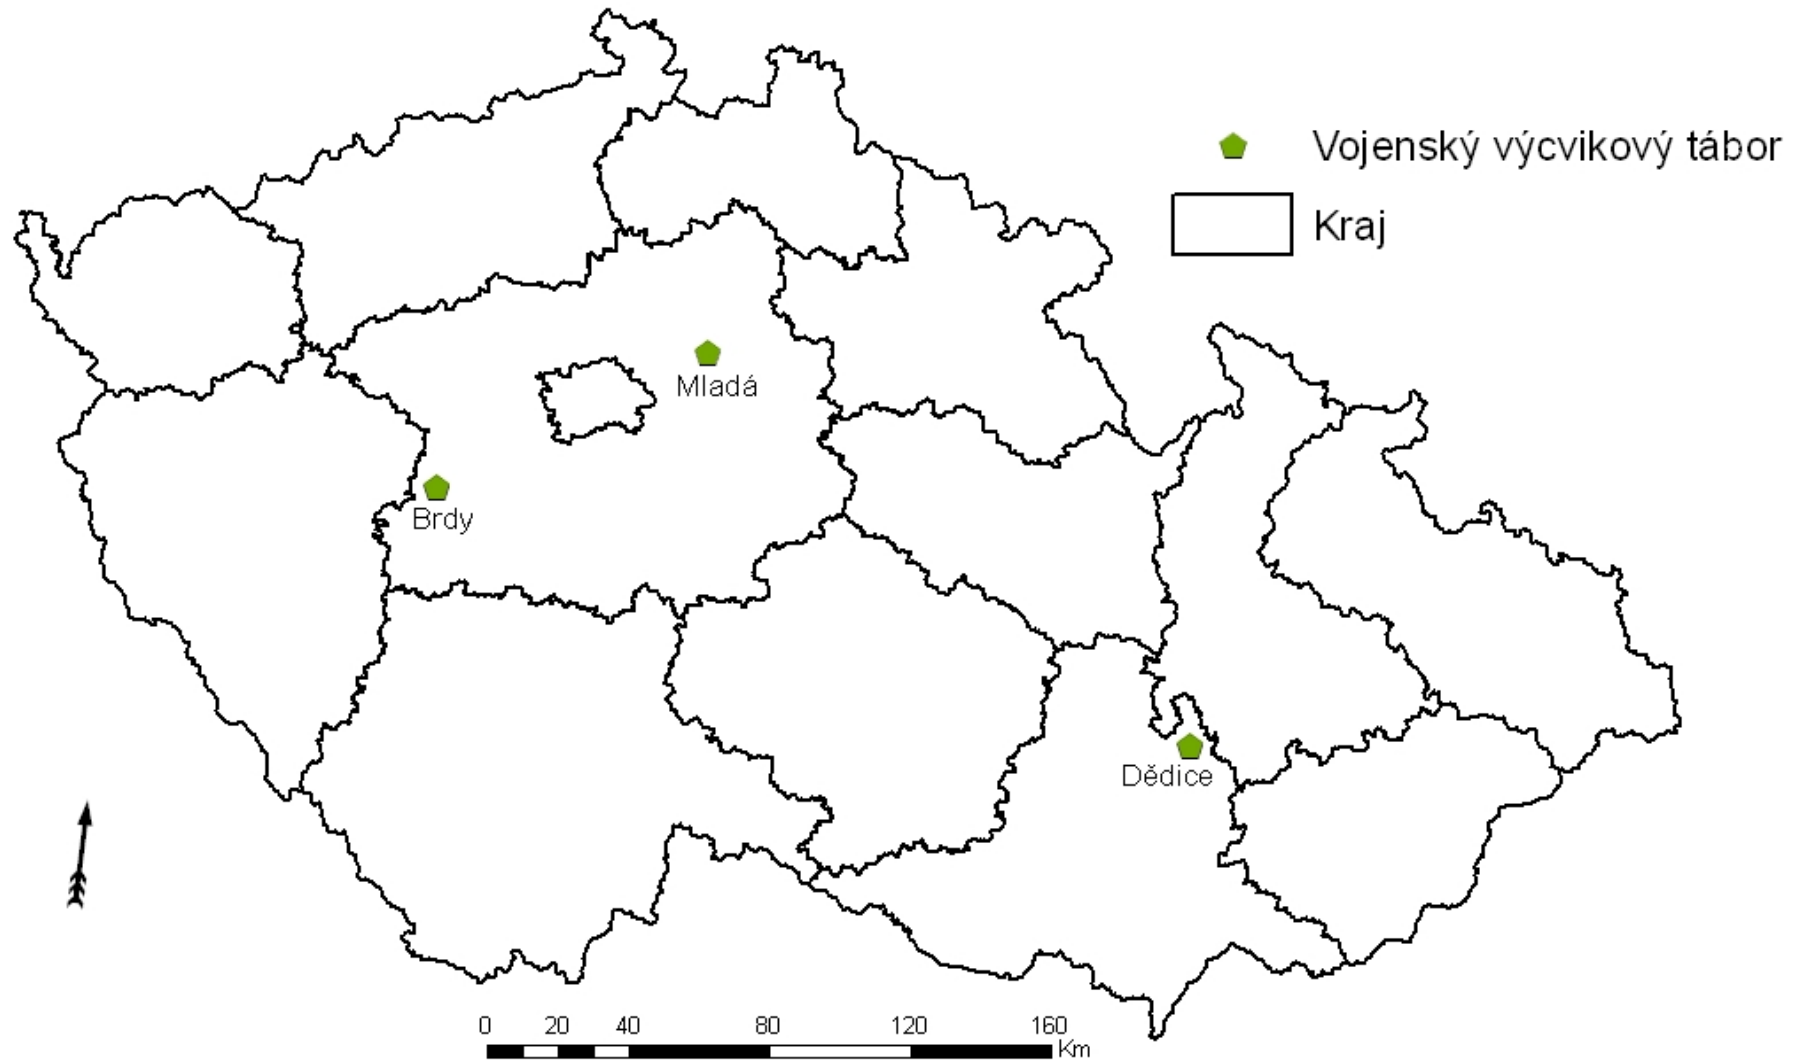 Vojenský výcvikový tábor
Kraj
Mladá
Brdy
Dědice
0 20 40 80 120 160
Km